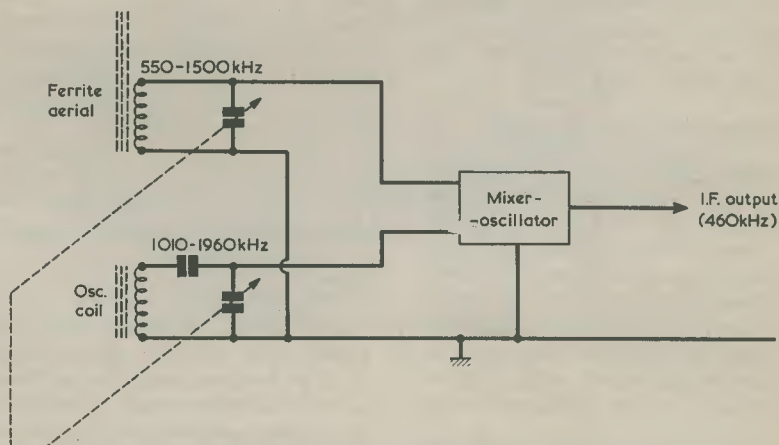 550-1500kHz
Ferrite
aerial
Mixer-
-oscillator
I.F. output
(460kHz)
1010-1960kHz
Osc.
coil